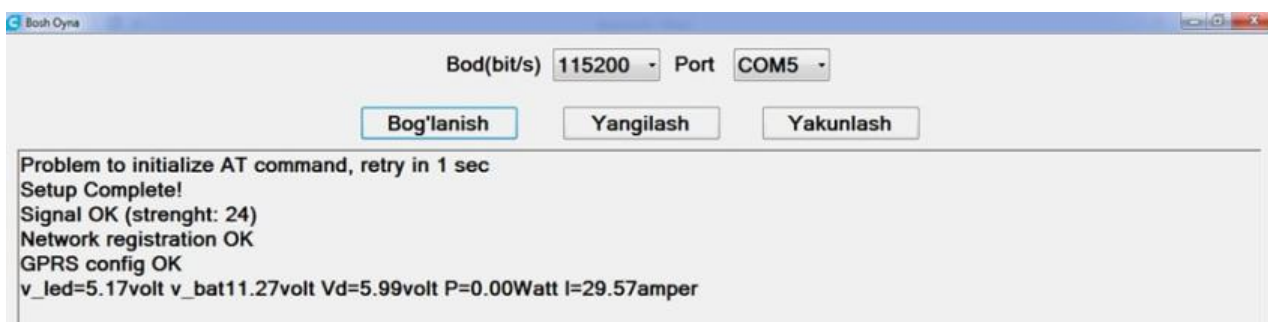 Bosh Oyna
Bod(bit/s) 115200 Port COM5
Bog'lanish Yangilash Yakunlash
Problem to initialize AT command, retry in 1 sec
Setup Complete!
Signal OK (strenght: 24)
Network registration OK
GPRS config OK
v_led=5.17volt v_bat11.27volt Vd=5.99volt P=0.00Watt I=29.57amper